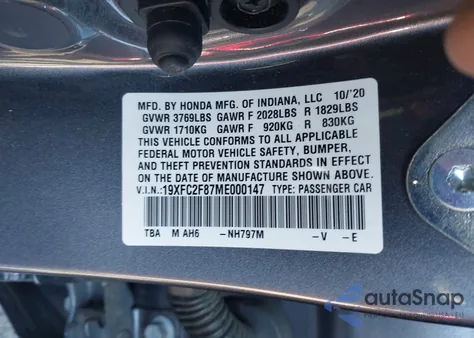 MFD. BY HONDA MFG. OF INDIANA, LLC 10/'20
GVWR 3769LBS GAWR F 2028LBS R 1829LBS
GVWR 1710KG GAWR F 920KG R 830KG
THIS VEHICLE CONFORMS TO ALL APPLICABLE
FEDERAL MOTOR VEHICLE SAFETY, BUMPER,
AND THEFT PREVENTION STANDARDS IN EFFECT
ON THE DATE OF MANUFACTURE SHOWN ABOVE.
V.I.N.:19XFC2F87ME000147 TYPE: PASSENGER CAR
TBA M AH6 -NH797M -V -E
autoSnap